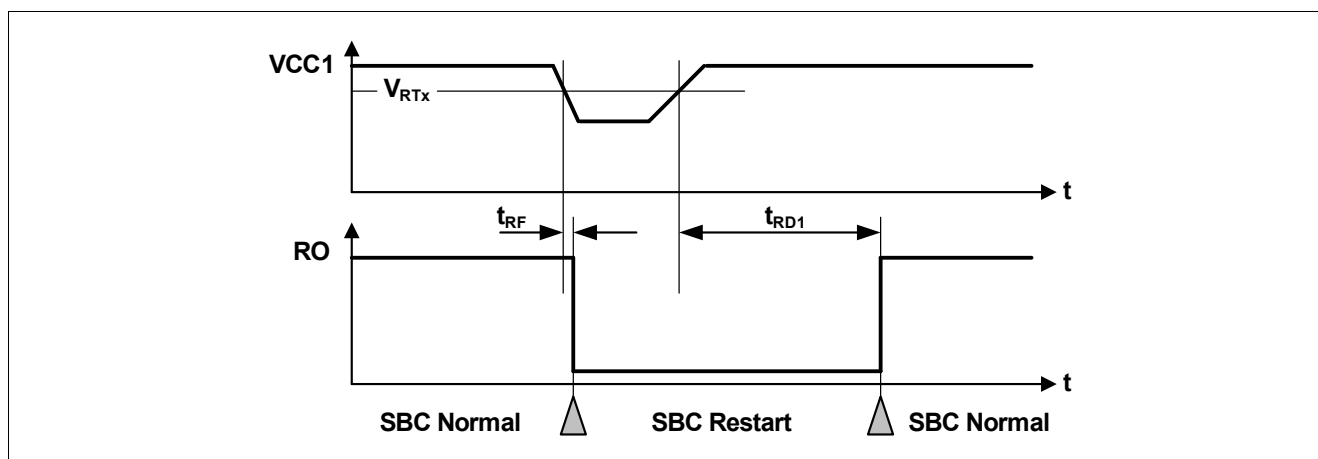 VCC1
VRTx
t
tRF
tRD1
RO
t
SBC Normal
SBC Restart
SBC Normal